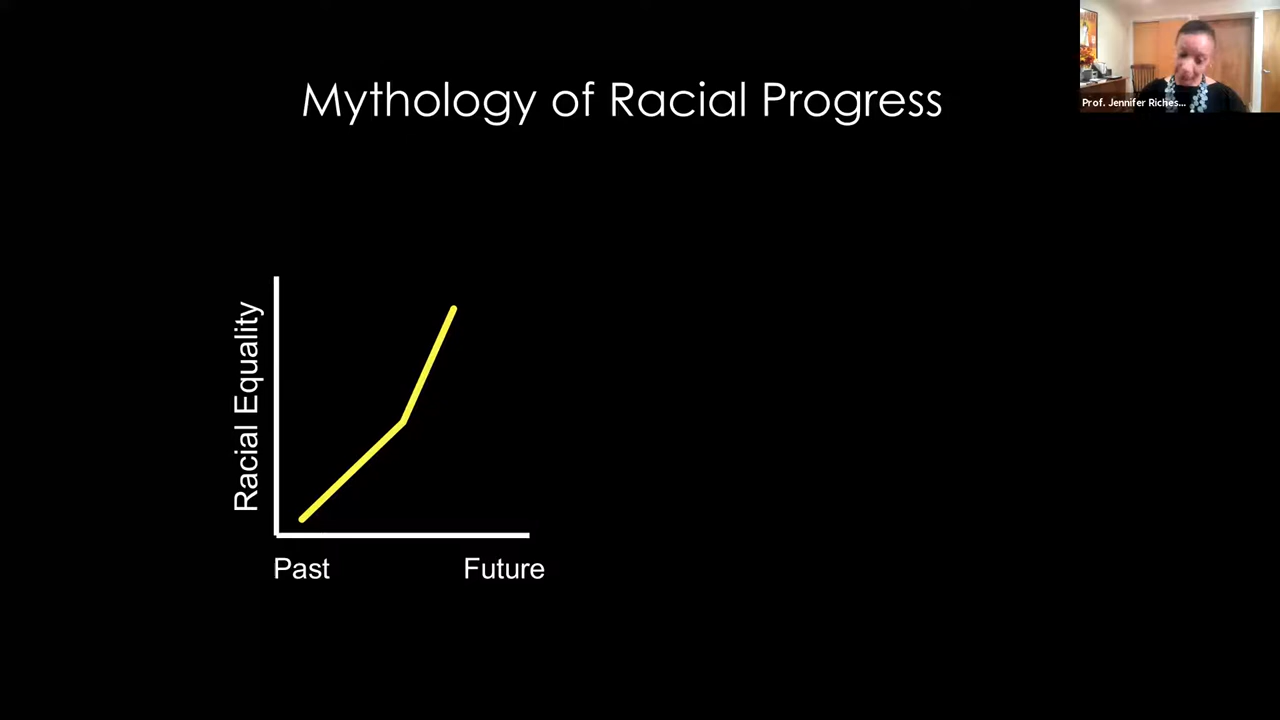 Mythology of Racial Progress
Prof. Jennifer Riches...
Racial Equality
Past
Future